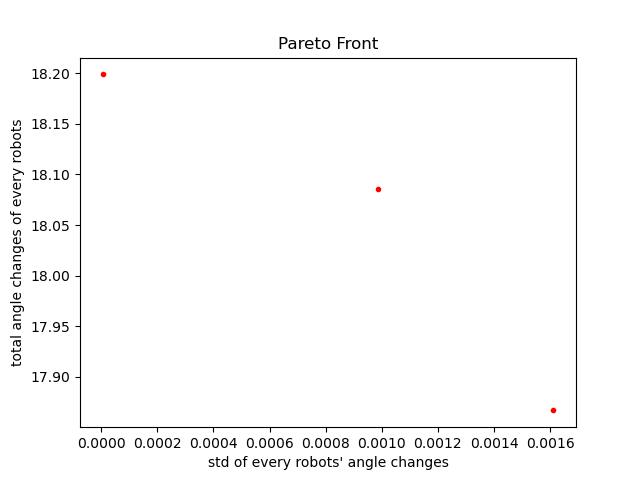 Pareto Front
total angle changes of every robots
18.20
18.15
18.10
18.05
18.00
17.95
17.90
0.0000 0.0002 0.0004 0.0006 0.0008 0.0010 0.0012 0.0014 0.0016
std of every robots' angle changes